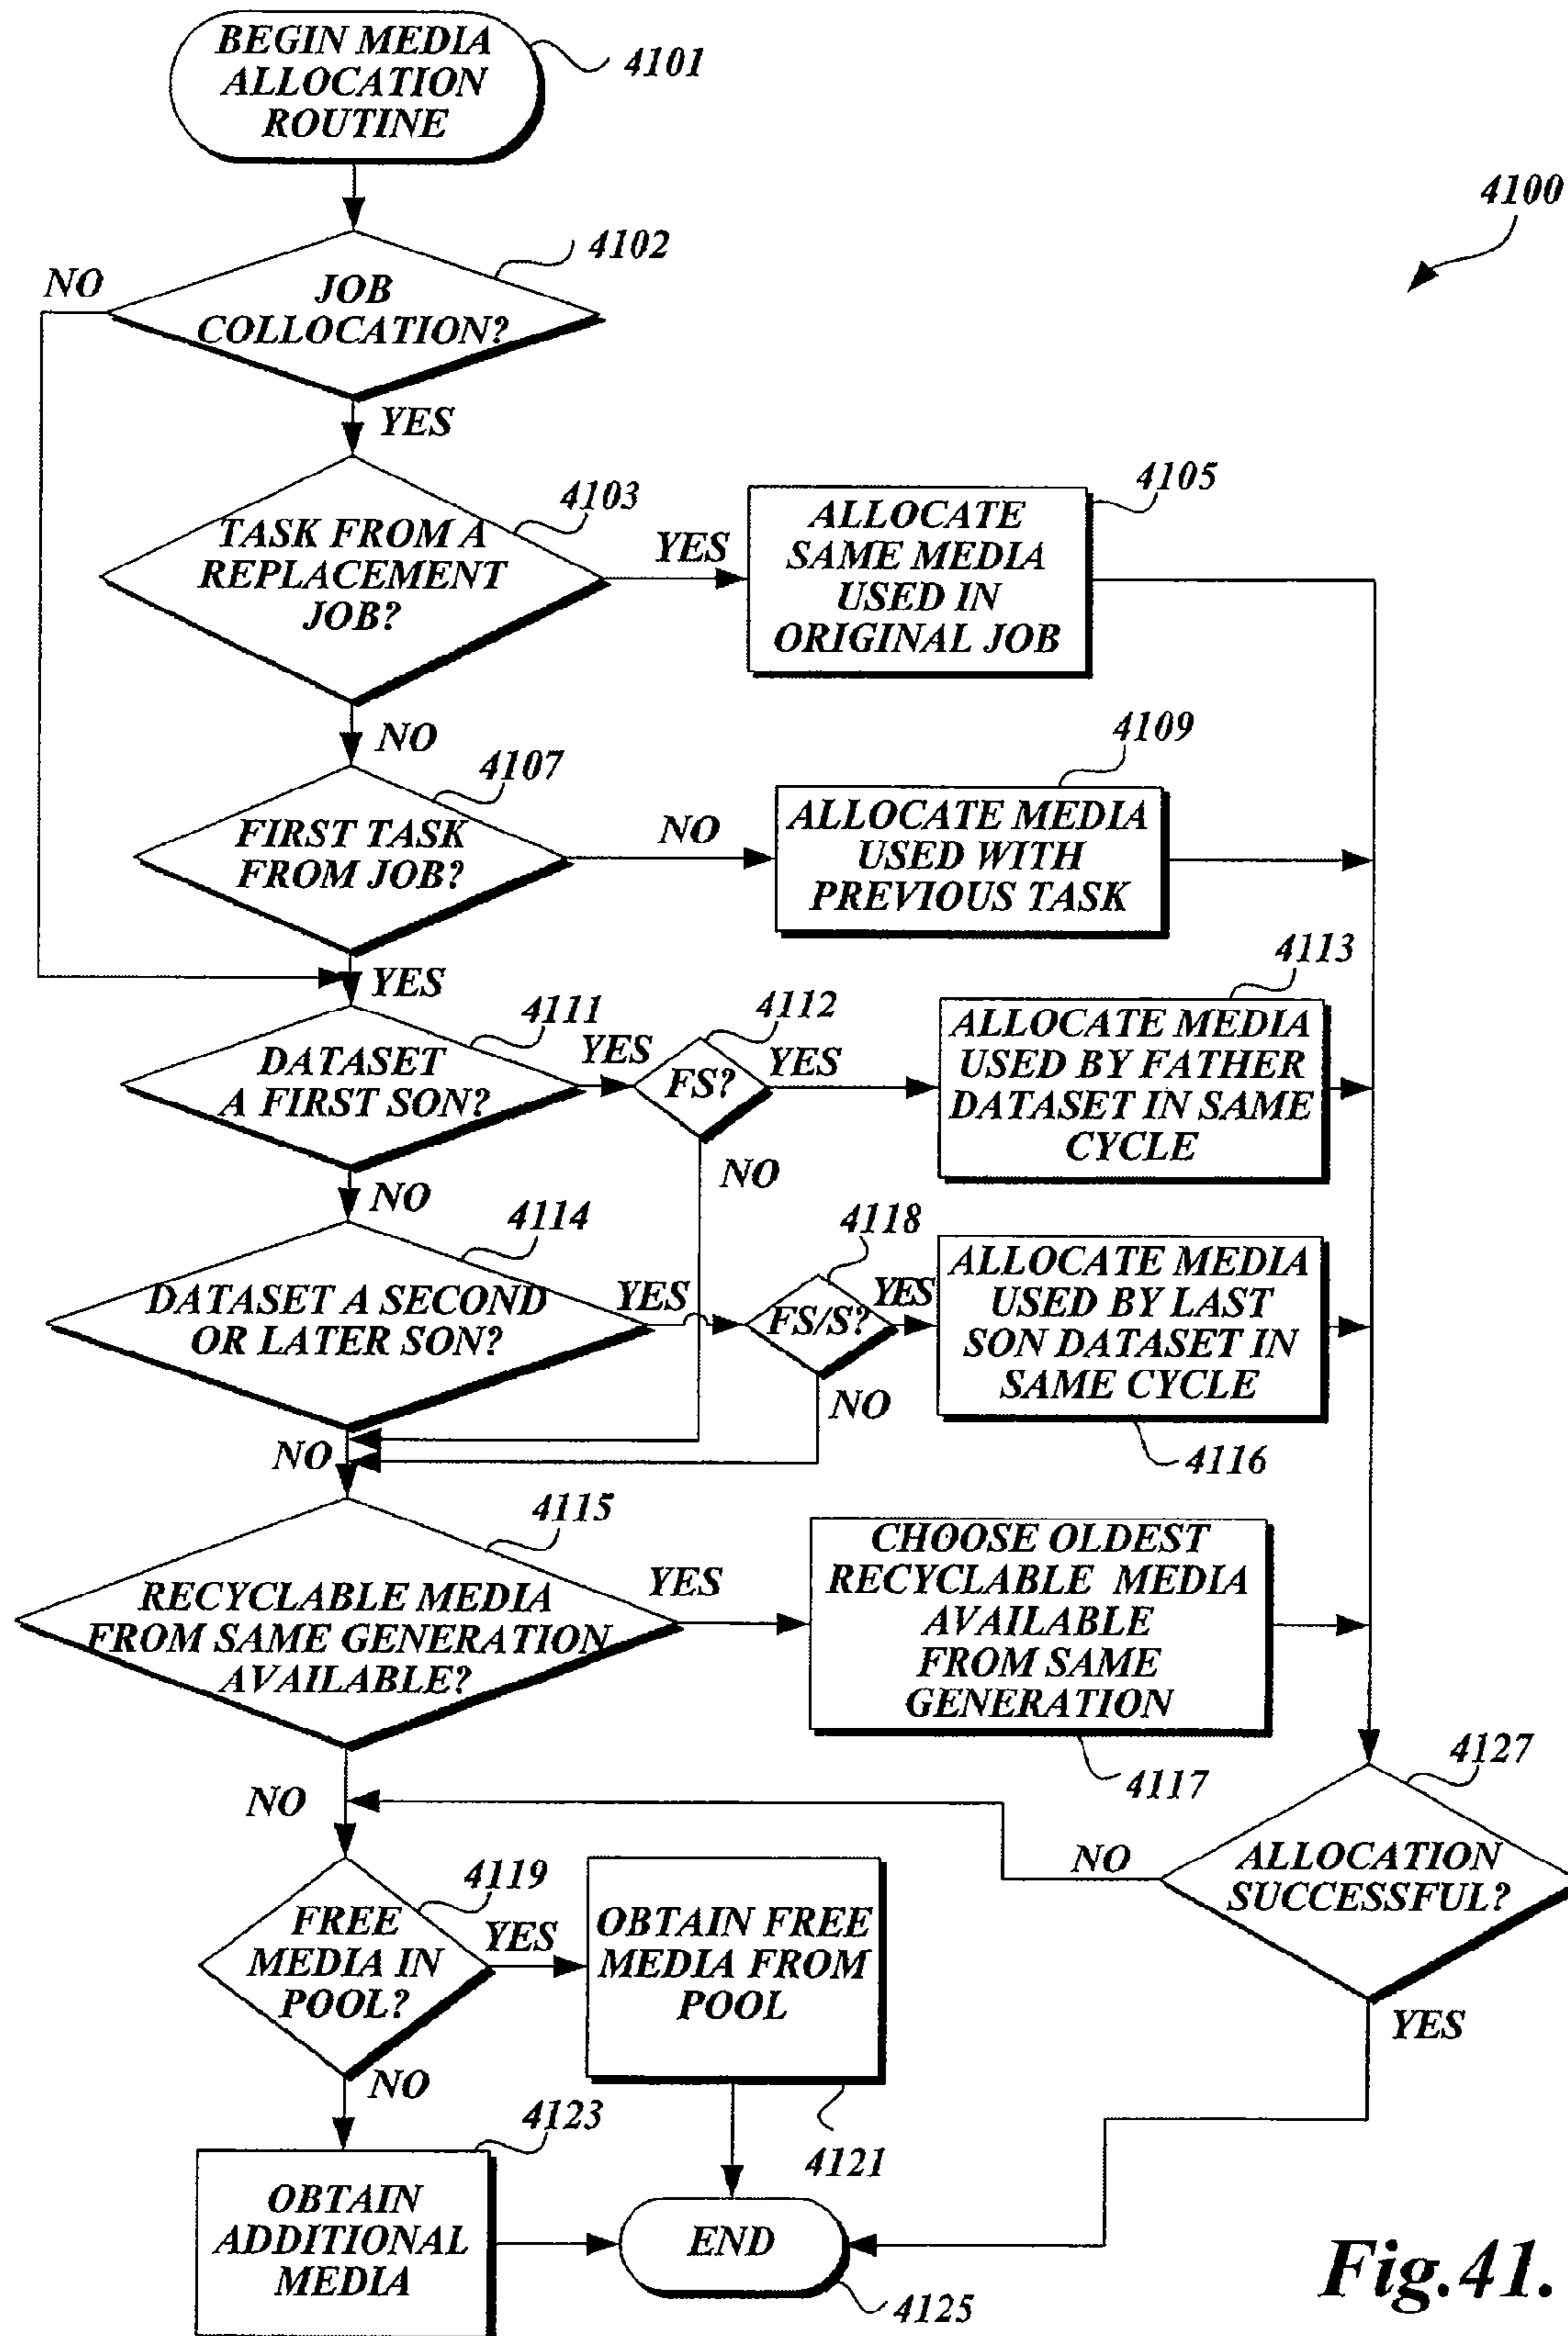 BEGIN MEDIA
ALLOCATION
ROUTINE
4101
4100
4102
NO
JOB
COLLOCATION?
YES
4103
TASK FROM A
REPLACEMENT
JOB?
YES
4105
ALLOCATE
SAME MEDIA
USED IN
ORIGINAL JOB
NO
4107
FIRST TASK
FROM JOB?
NO
4109
ALLOCATE MEDIA
USED WITH
PREVIOUS TASK
YES
4111
DATASET
A FIRST SON?
YES
4112
FS?
YES
NO
4113
ALLOCATE MEDIA
USED BY FATHER
DATASET IN SAME
CYCLE
NO
4114
DATASET A SECOND
OR LATER SON?
YES
4118
FS/S?
YES
NO
ALLOCATE MEDIA
USED BY LAST
SON DATASET IN
SAME CYCLE
4116
NO
4115
RECYCLABLE MEDIA
FROM SAME GENERATION
AVAILABLE?
YES
CHOOSE OLDEST
RECYCLABLE MEDIA
AVAILABLE
FROM SAME
GENERATION
4117
4127
ALLOCATION
SUCCESSFUL?
NO
YES
NO
4119
FREE
MEDIA IN
POOL?
YES
OBTAIN FREE
MEDIA FROM
POOL
4121
NO
4123
OBTAIN
ADDITIONAL
MEDIA
END
4125
Fig.41.